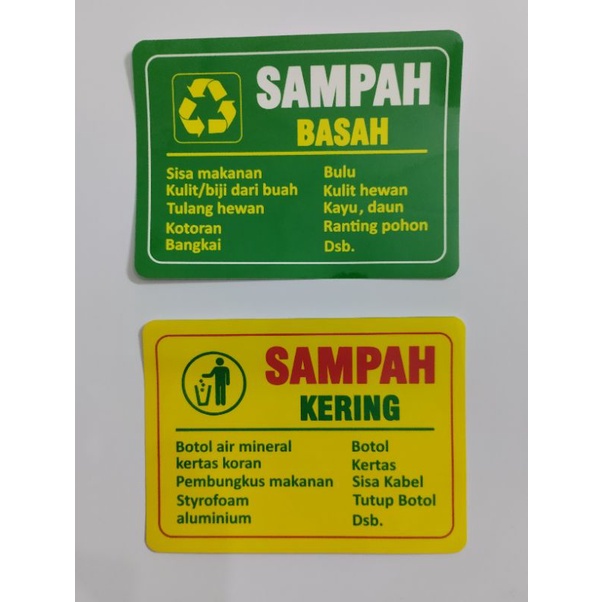 SAMPAH
BASAH
Sisa makanan
Kulit/biji dari buah
Tulang hewan
Kotoran
Bangkai
Bulu
Kulit hewan
Kayu, daun
Ranting pohon
Dsb.
SAMPAH
KERING
Botol air mineral
kertas koran
Pembungkus makanan
Styrofoam
aluminium
Botol
Kertas
Sisa Kabel
Tutup Botol
Dsb.